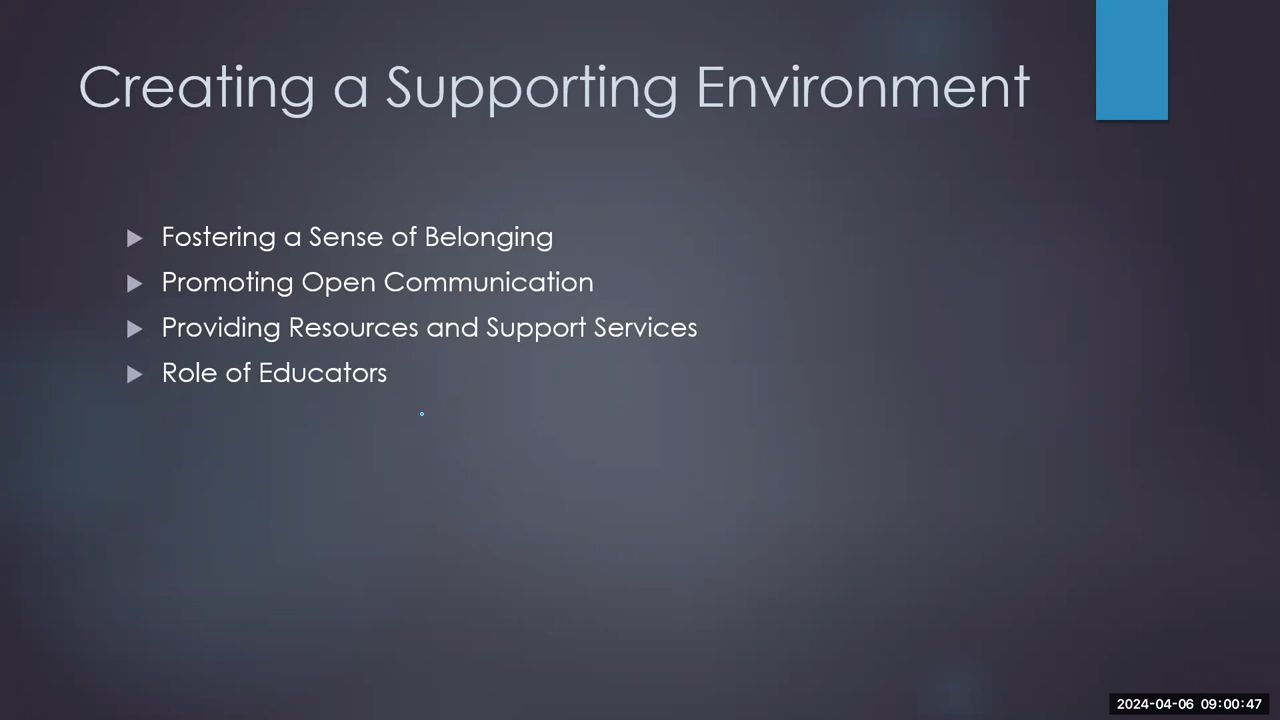 Creating a Supporting Environment
Fostering a Sense of Belonging
Promoting Open Communication
Providing Resources and Support Services
Role of Educators
2024-04-06 09:00:47